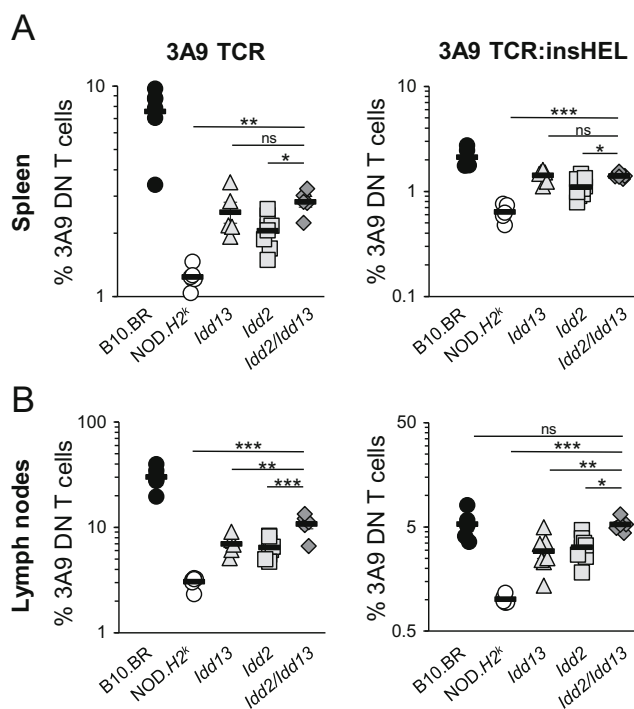 A
3A9 TCR
3A9 TCR:insHEL
Spleen
% 3A9 DN T cells
10
1
**
ns
*
B10.BR
NOD.H2k
Idd13
Idd2
Idd2/Idd13
% 3A9 DN T cells
10
1
0.1
***
ns
*
B10.BR
NOD.H2k
Idd13
Idd2
Idd2/Idd13
B
Lymph nodes
% 3A9 DN T cells
100
10
1
***
**
***
B10.BR
NOD.H2k
Idd13
Idd2
Idd2/Idd13
% 3A9 DN T cells
50
5
0.5
ns
***
**
*
B10.BR
NOD.H2k
Idd13
Idd2
Idd2/Idd13